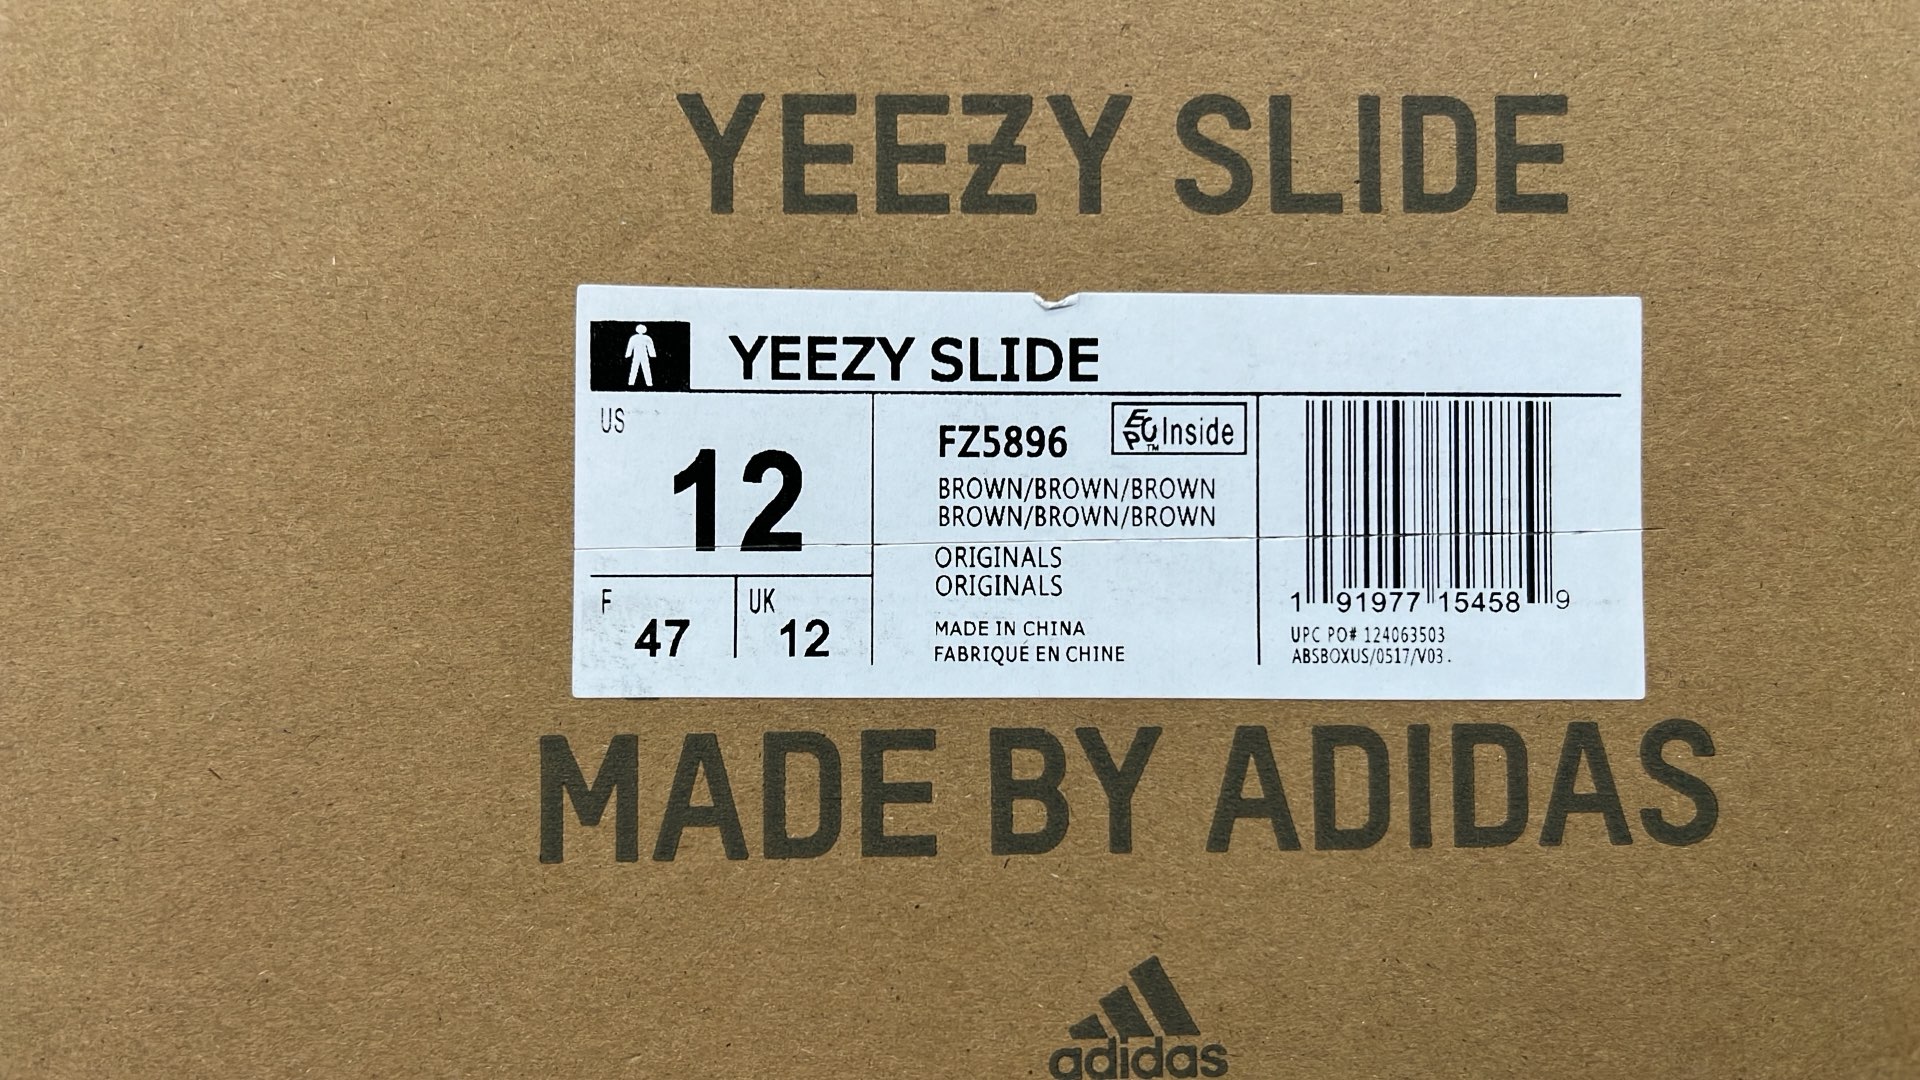 YEEZY SLIDE
YEEZY SLIDE
US
12
F
47
UK
12
FZ5896
EPC™ Inside
BROWN/BROWN/BROWN
BROWN/BROWN/BROWN
ORIGINALS
ORIGINALS
MADE IN CHINA
FABRIQUÉ EN CHINE
1 91977 15458 9
UPC PO# 124063503
ABSBOXUS/0517/V03.
MADE BY ADIDAS
adidas